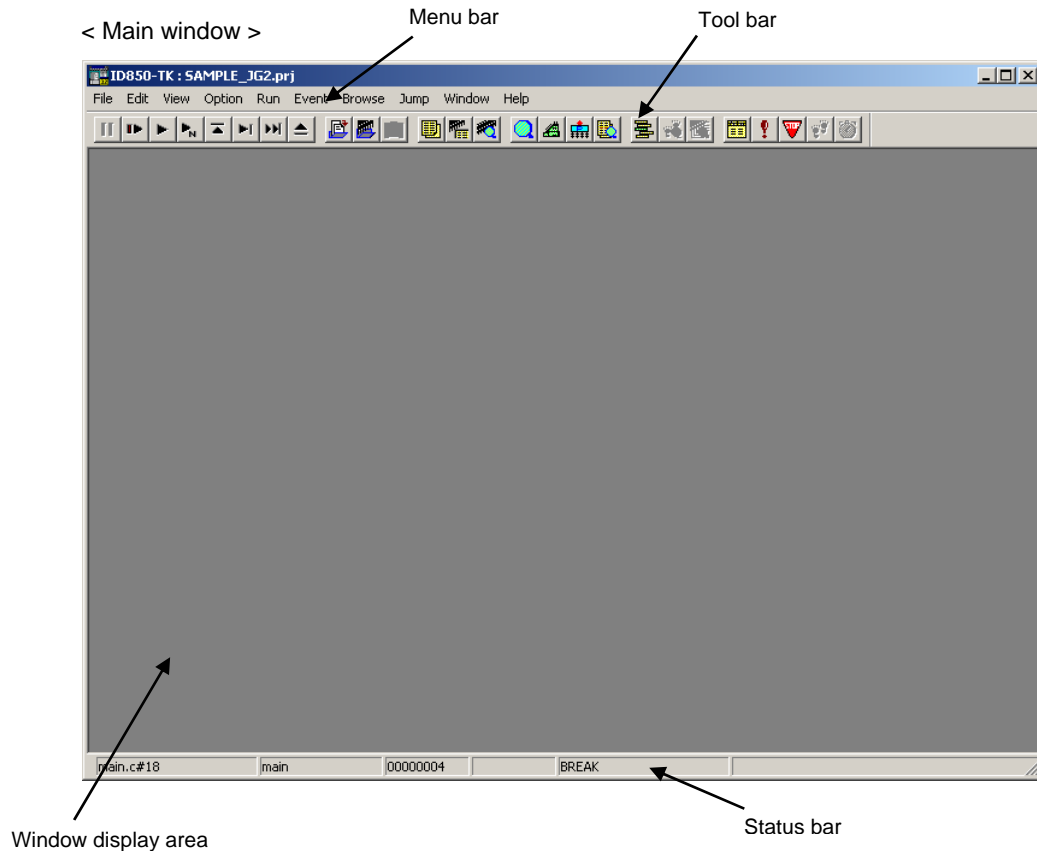 Menu bar
Tool bar
< Main window >
ID850-TK : SAMPLE_JG2.prj
File Edit View Option Run Event Browse Jump Window Help
N
STOP
main.c#18 main 00000004 BREAK
Status bar
Window display area